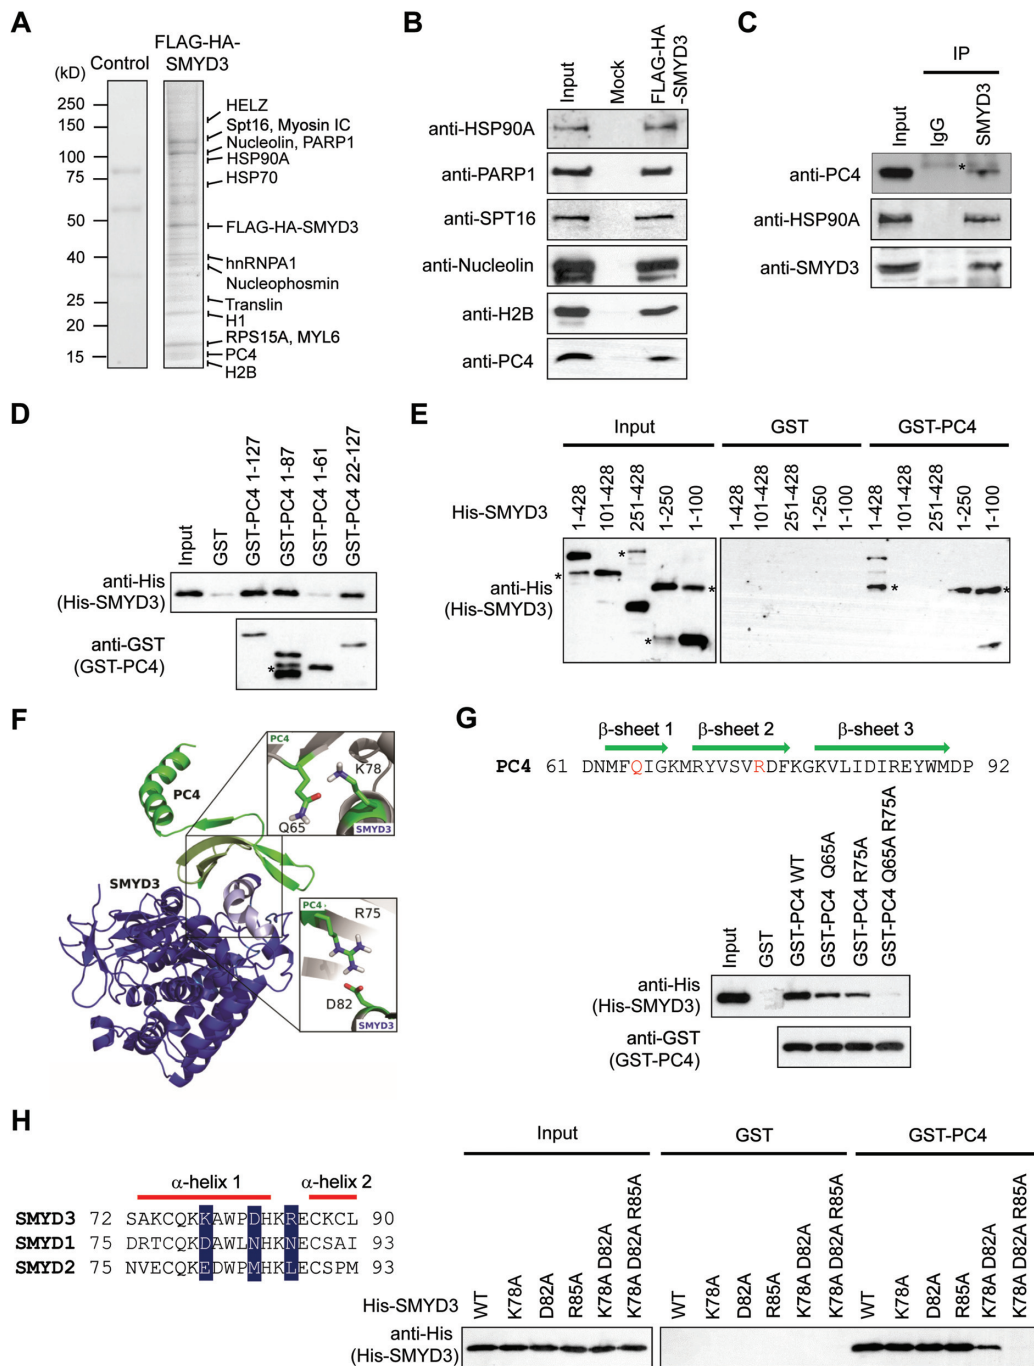 A
Control
FLAG-HA-
SMYD3
(kD)
250
150
100
75
50
40
25
20
15
HELZ
Spt16, Myosin IC
Nucleolin, PARP1
HSP90A
HSP70
FLAG-HA-SMYD3
hnRNPA1
Nucleophosmin
Translin
H1
RPS15A, MYL6
PC4
H2B
B
Input
Mock
FLAG-HA
-SMYD3
anti-HSP90A
anti-PARP1
anti-SPT16
anti-Nucleolin
anti-H2B
anti-PC4
C
IP
Input
IgG
SMYD3
anti-PC4
*
anti-HSP90A
anti-SMYD3
D
Input
GST
GST-PC4 1-127
GST-PC4 1-87
GST-PC4 1-61
GST-PC4 22-127
anti-His
(His-SMYD3)
anti-GST
(GST-PC4)
*
E
Input
GST
GST-PC4
His-SMYD3
1-428
101-428
251-428
1-250
1-100
1-428
101-428
251-428
1-250
1-100
1-428
101-428
251-428
1-250
1-100
anti-His
(His-SMYD3)
*
*
*
*
*
*
F
PC4
SMYD3
PC4
K78
Q65
SMYD3
PC4
R75
D82
SMYD3
G
β-sheet 1
β-sheet 2
β-sheet 3
PC4 61 DNMFQIGKMRYVSVRDFKGKVLIDIREYWMDP 92
Input
GST
GST-PC4 WT
GST-PC4 Q65A
GST-PC4 R75A
GST-PC4 Q65A R75A
anti-His
(His-SMYD3)
anti-GST
(GST-PC4)
H
α-helix 1
α-helix 2
SMYD3 72 SAKCQKKAWPDHKRECKCL 90
SMYD1 75 DRTCQKDAWLNHKNECSAI 93
SMYD2 75 NVECQKEDWPMHKLECSPM 93
Input
GST
GST-PC4
His-SMYD3
WT
K78A
D82A
R85A
K78A D82A
K78A D82A R85A
WT
K78A
D82A
R85A
K78A D82A
K78A D82A R85A
WT
K78A
D82A
R85A
K78A D82A
K78A D82A R85A
anti-His
(His-SMYD3)